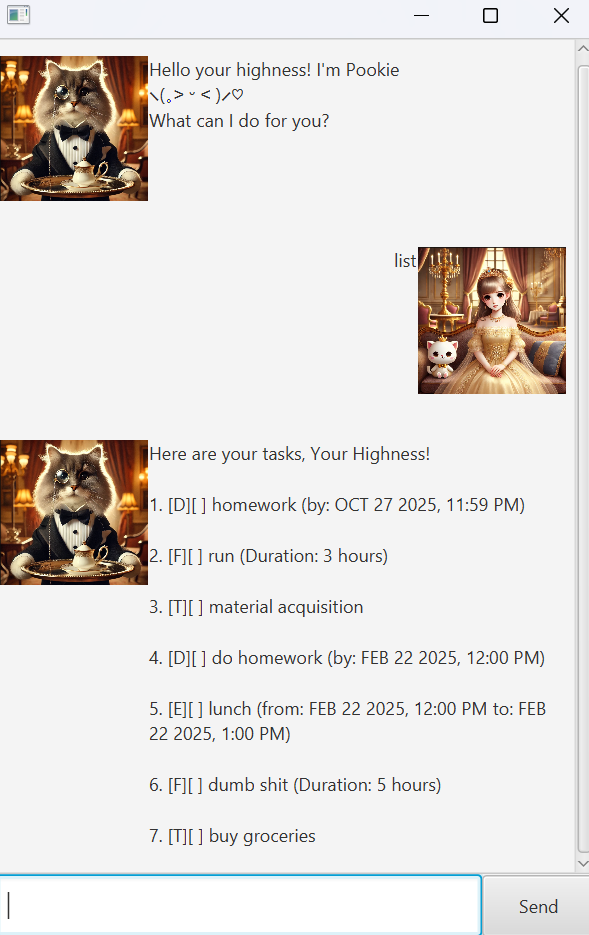 Hello your highness! I'm Pookie
⸜(｡˃ ᵕ ˂ )⸝♡
What can I do for you?
list
Here are your tasks, Your Highness!
1. [D][ ] homework (by: OCT 27 2025, 11:59 PM)
2. [F][ ] run (Duration: 3 hours)
3. [T][ ] material acquisition
4. [D][ ] do homework (by: FEB 22 2025, 12:00 PM)
5. [E][ ] lunch (from: FEB 22 2025, 12:00 PM to: FEB
22 2025, 1:00 PM)
6. [F][ ] dumb shit (Duration: 5 hours)
7. [T][ ] buy groceries
Send